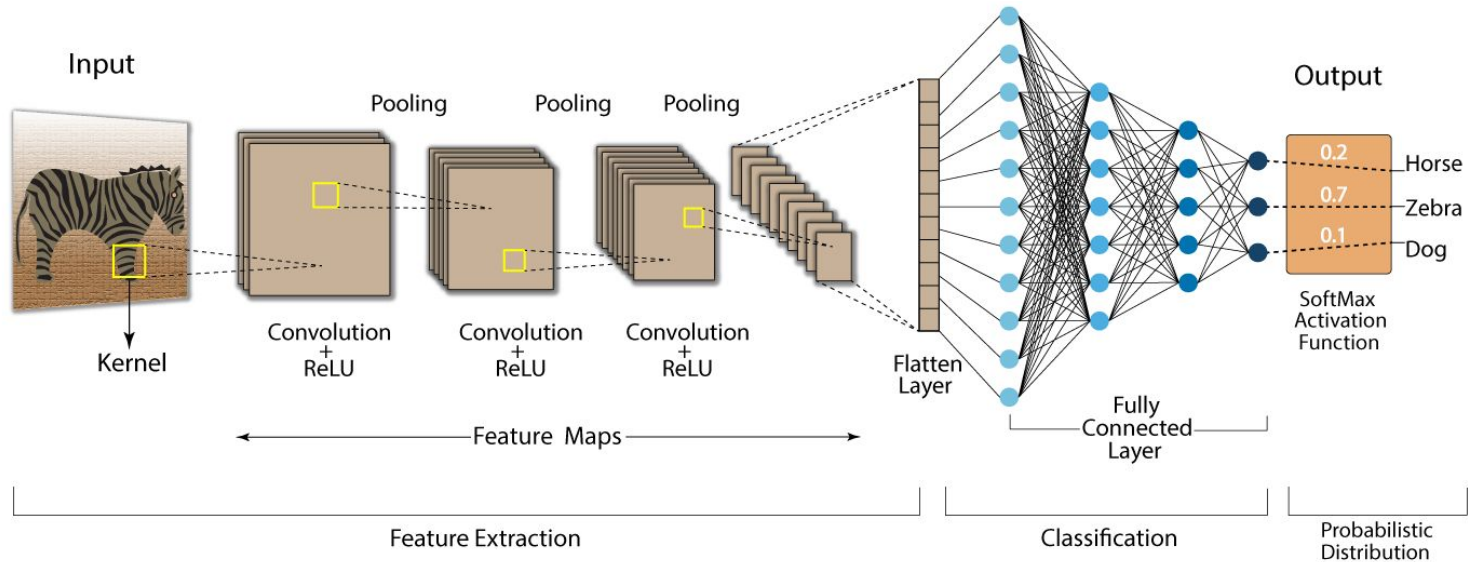 Input
Output
Pooling
Pooling
Pooling
0.2
Horse
0.7
Zebra
0.1
Dog
Kernel
Convolution
+
ReLU
Convolution
+
ReLU
Convolution
+
ReLU
Flatten
Layer
SoftMax
Activation
Function
Feature Maps
Fully
Connected
Layer
Feature Extraction
Classification
Probabilistic
Distribution